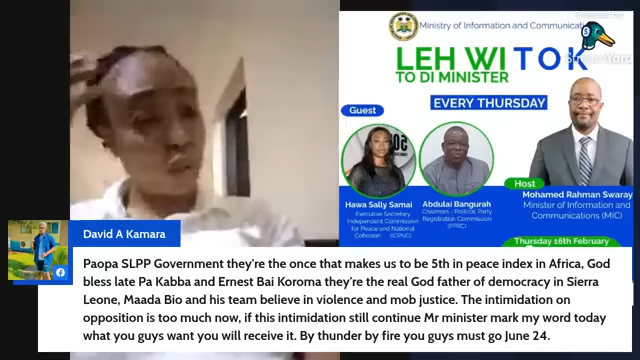 Ministry of Information and Communicati
StreamYard
LEH WI TOK
TO DI MINISTER
EVERY THURSDAY
Guest
Hawa Sally Samai
Executive Secretary
Independent Commission
for Peace and National
Cohesion - (ICPNC)
Abdulai Bangurah
Chairman - Political Party
Registration Commission
(PPRC)
Host
Mohamed Rahman Swaray
Minister of Information and
Communications (MIC)
Thursday 16th February
David A Kamara
Paopa SLPP Government they're the once that makes us to be 5th in peace index in Africa, God
bless late Pa Kabba and Ernest Bai Koroma they're the real God father of democracy in Sierra
Leone, Maada Bio and his team believe in violence and mob justice. The intimidation on
opposition is too much now, if this intimidation still continue Mr minister mark my word today
what you guys want you will receive it. By thunder by fire you guys must go June 24.